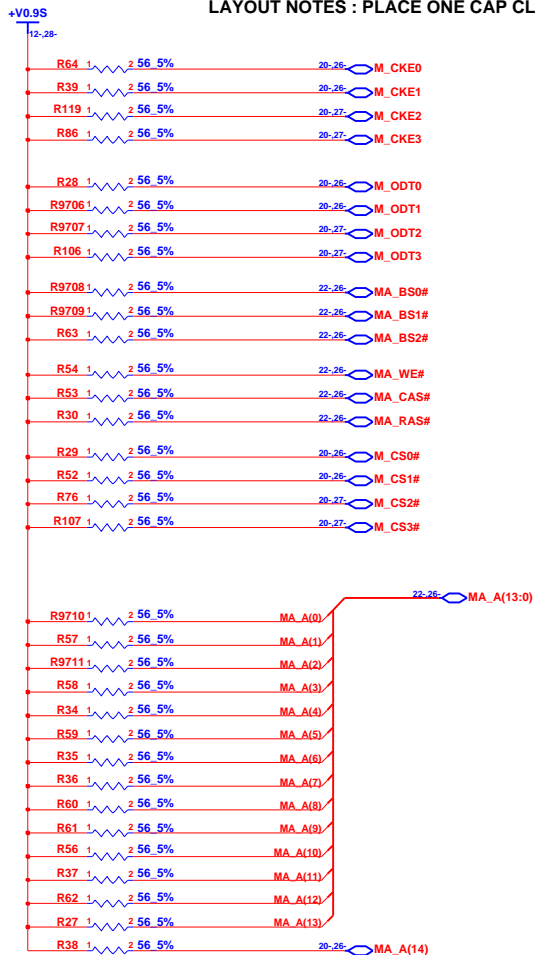 LAYOUT NOTES : PLACE ONE CAP CL
+V0.9S
12-,28-
R64 1 2 56_5% 20-,26- M_CKE0
R39 1 2 56_5% 20-,26- M_CKE1
R119 1 2 56_5% 20-,27- M_CKE2
R86 1 2 56_5% 20-,27- M_CKE3
R28 1 2 56_5% 20-,26- M_ODT0
R9706 1 2 56_5% 20-,26- M_ODT1
R9707 1 2 56_5% 20-,27- M_ODT2
R106 1 2 56_5% 20-,27- M_ODT3
R9708 1 2 56_5% 22-,26- MA_BS0#
R9709 1 2 56_5% 22-,26- MA_BS1#
R63 1 2 56_5% 22-,26- MA_BS2#
R54 1 2 56_5% 22-,26- MA_WE#
R53 1 2 56_5% 22-,26- MA_CAS#
R30 1 2 56_5% 22-,26- MA_RAS#
R29 1 2 56_5% 20-,26- M_CS0#
R52 1 2 56_5% 20-,26- M_CS1#
R76 1 2 56_5% 20-,27- M_CS2#
R107 1 2 56_5% 20-,27- M_CS3#
22-,26- MA_A(13:0)
R9710 1 2 56_5% MA_A(0)
R57 1 2 56_5% MA_A(1)
R9711 1 2 56_5% MA_A(2)
R58 1 2 56_5% MA_A(3)
R34 1 2 56_5% MA_A(4)
R59 1 2 56_5% MA_A(5)
R35 1 2 56_5% MA_A(6)
R36 1 2 56_5% MA_A(7)
R60 1 2 56_5% MA_A(8)
R61 1 2 56_5% MA_A(9)
R56 1 2 56_5% MA_A(10)
R37 1 2 56_5% MA_A(11)
R62 1 2 56_5% MA_A(12)
R27 1 2 56_5% MA_A(13)
R38 1 2 56_5% 20-,26- MA_A(14)